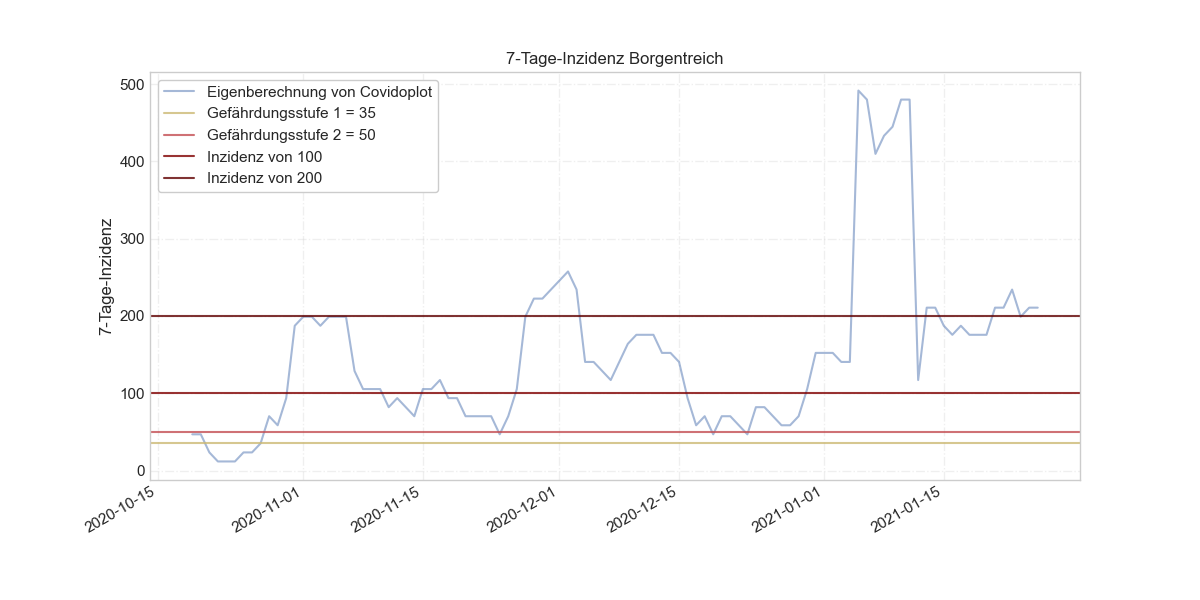 7-Tage-Inzidenz Borgentreich
500
400
300
200
100
0
7-Tage-Inzidenz
Eigenberechnung von Covidoplot
Gefährdungsstufe 1 = 35
Gefährdungsstufe 2 = 50
Inzidenz von 100
Inzidenz von 200
2020-10-15
2020-11-01
2020-11-15
2020-12-01
2020-12-15
2021-01-01
2021-01-15